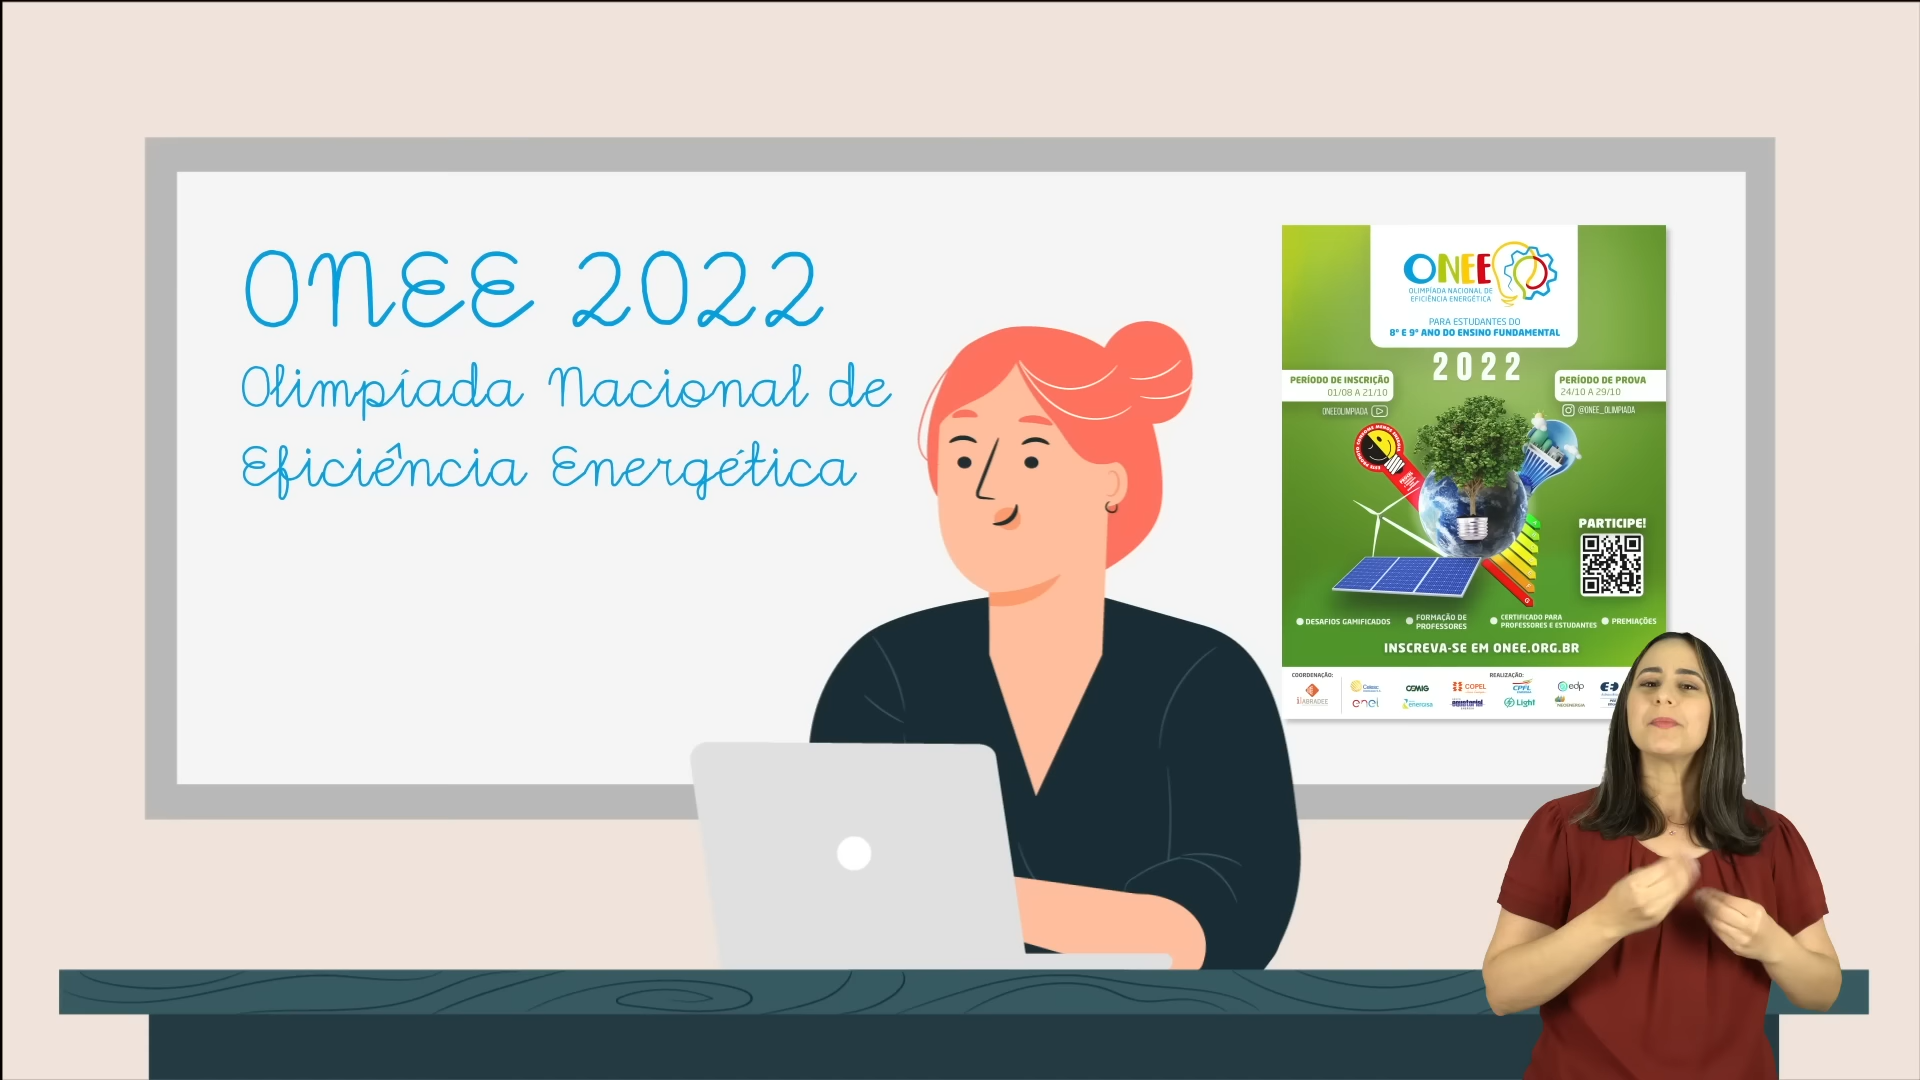 ONEE 2022
Olimpíada Nacional de
Eficiência Energética
ONEE
OLIMPÍADA NACIONAL DE
EFICIÊNCIA ENERGÉTICA
PARA ESTUDANTES DO
8º E 9º ANO DO ENSINO FUNDAMENTAL
2022
PERÍODO DE INSCRIÇÃO
01/08 A 21/10
ONEEOLIMPIADA
PERÍODO DE PROVA
24/10 A 29/10
@ONEE_OLIMPIADA
PARTICIPE!
DESAFIOS GAMIFICADOS
FORMAÇÃO DE
PROFESSORES
CERTIFICADO PARA
PROFESSORES E ESTUDANTES
PREMIAÇÕES
INSCREVA-SE EM ONEE.ORG.BR
COORDENAÇÃO:
REALIZAÇÃO:
ABRADEE
CEMIG
COPEL
CPFL
edp
enel
energisa
equatorial
Light
NEOENERGIA